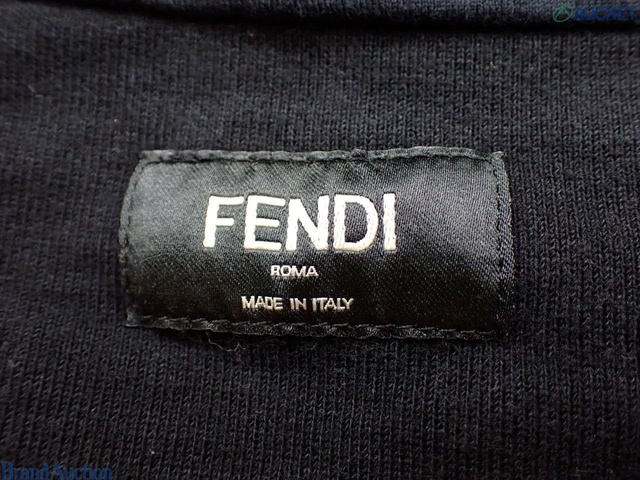 FENDI
ROMA
MADE IN ITALY
Brand Auction